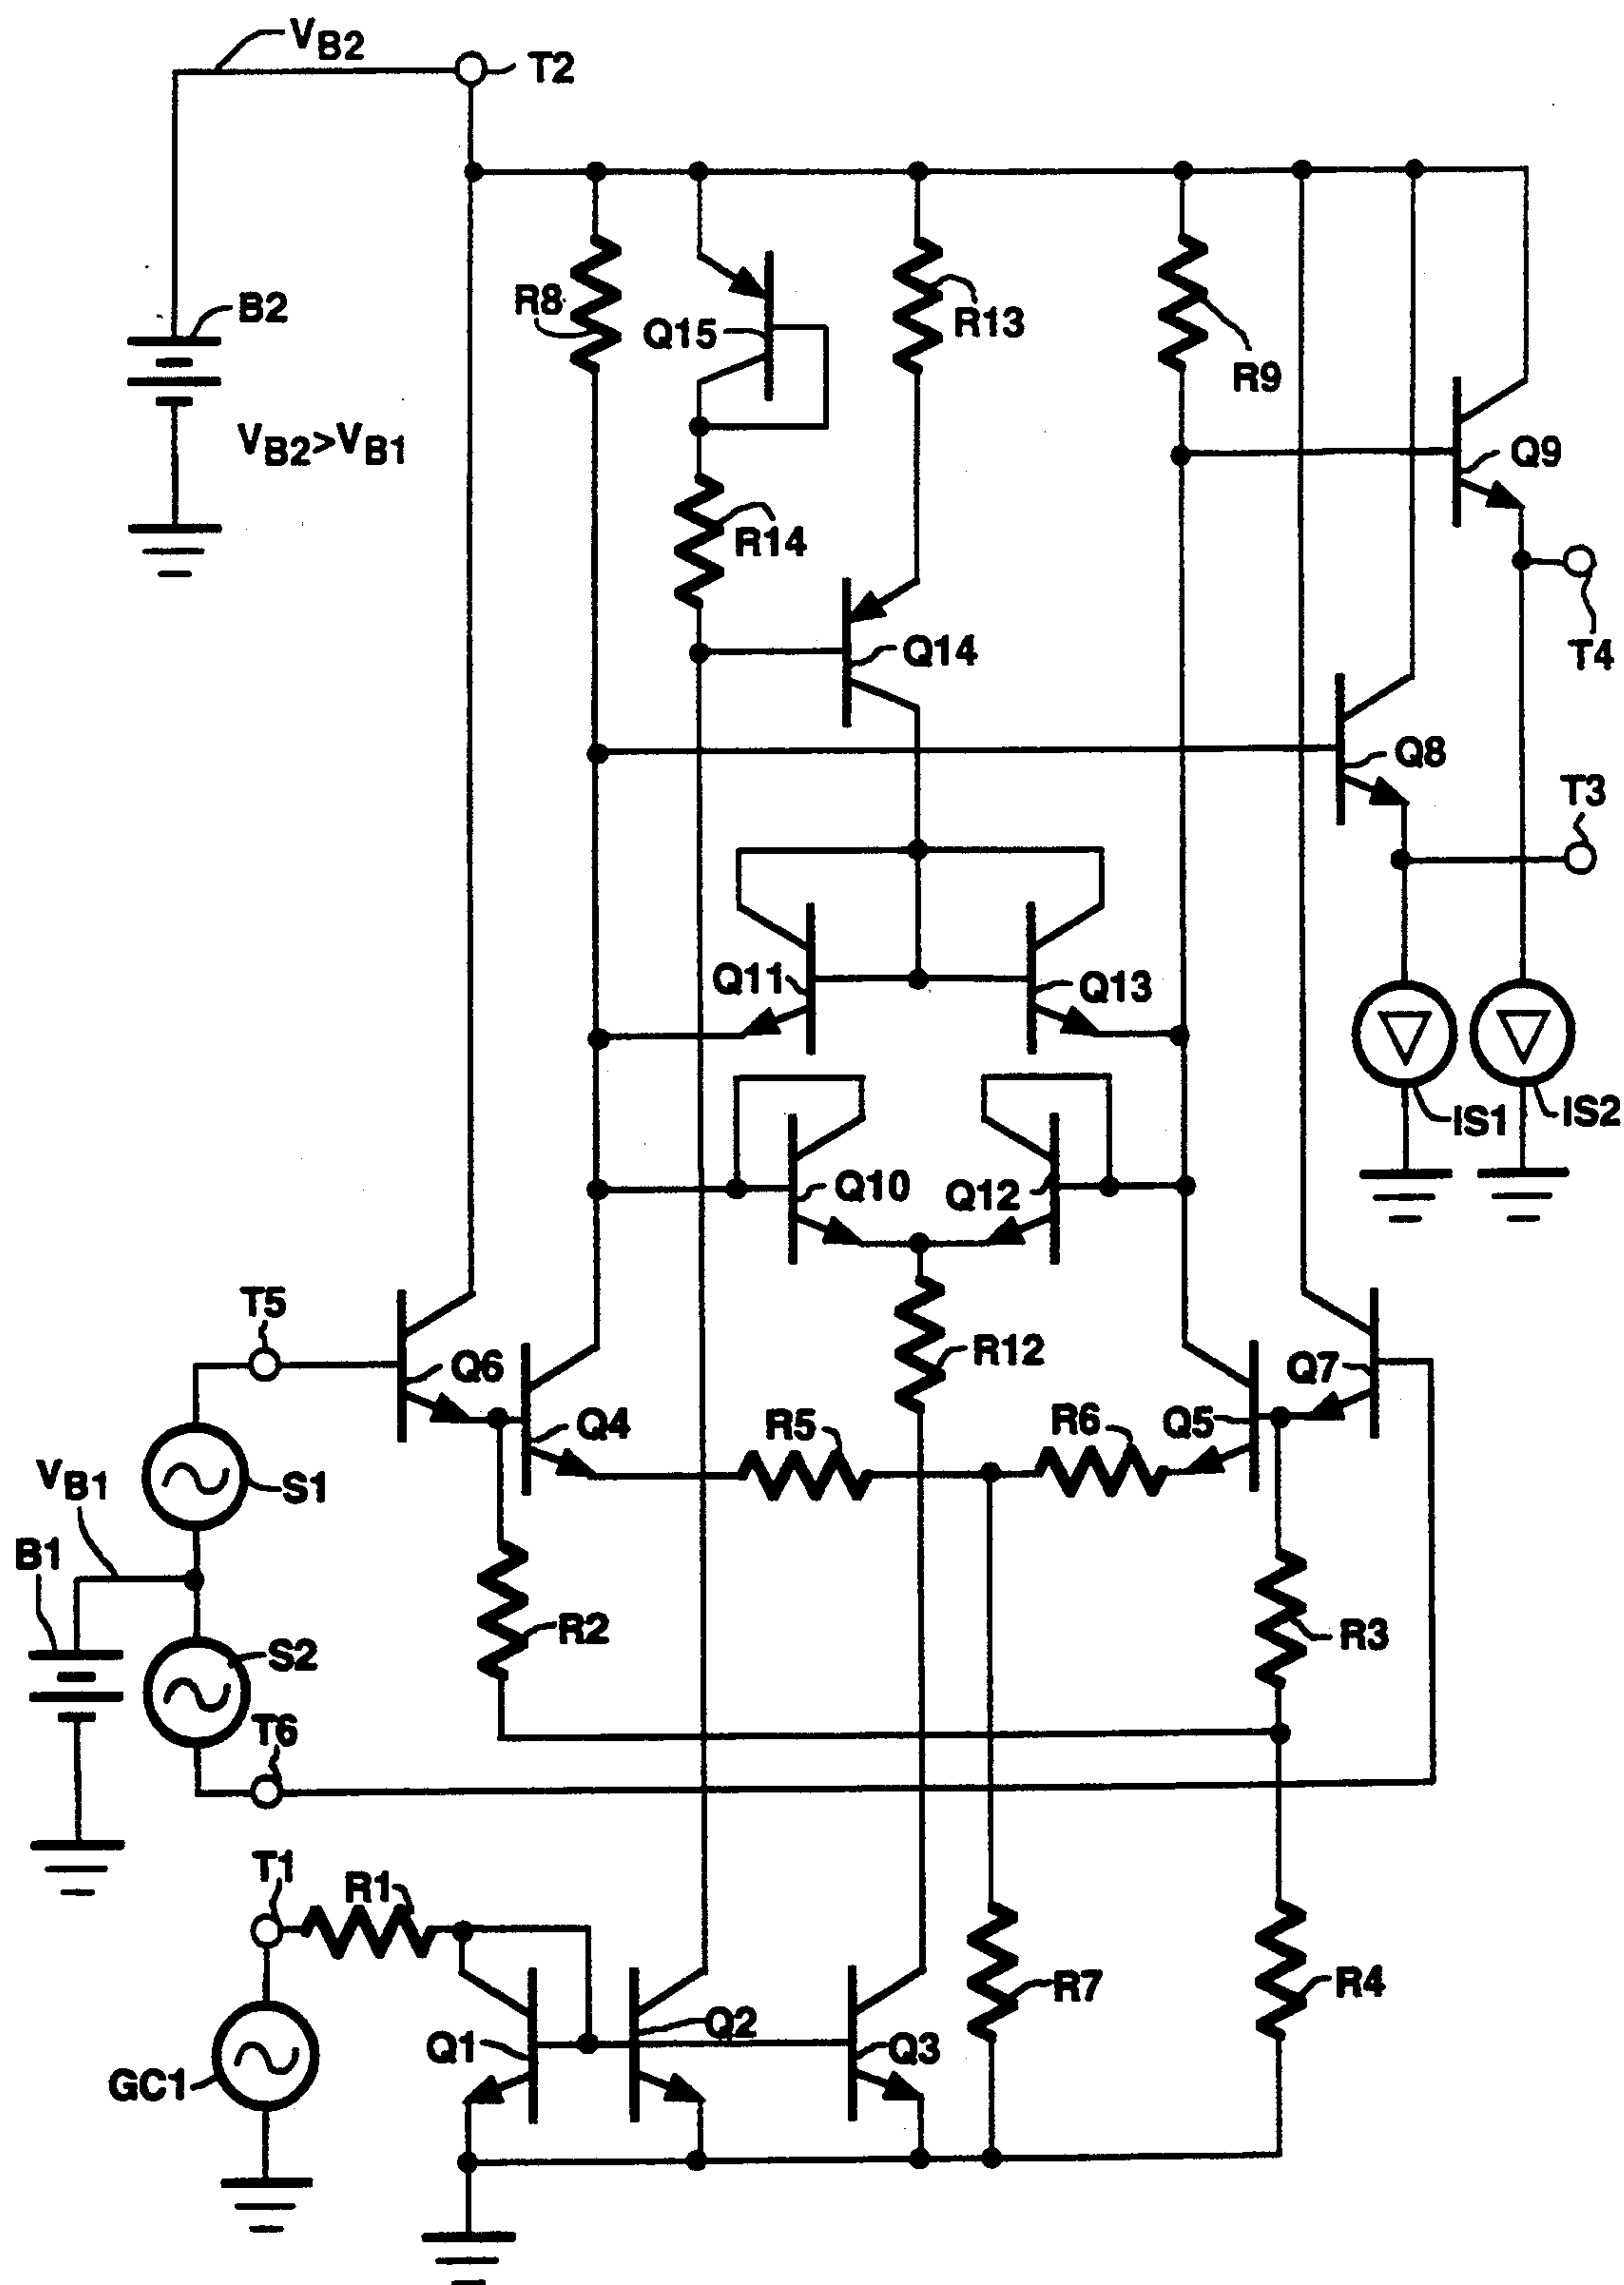 VB2
T2
B2
VB2>VB1
R8
Q15
R13
R9
Q9
R14
T4
Q14
Q8
T3
Q11
Q13
IS1
IS2
Q10
Q12
T5
Q6
R12
Q7
Q4
R5
R6
Q5
VB1
S1
B1
R2
R3
S2
T6
T1
R1
R7
R4
Q1
Q2
Q3
GC1